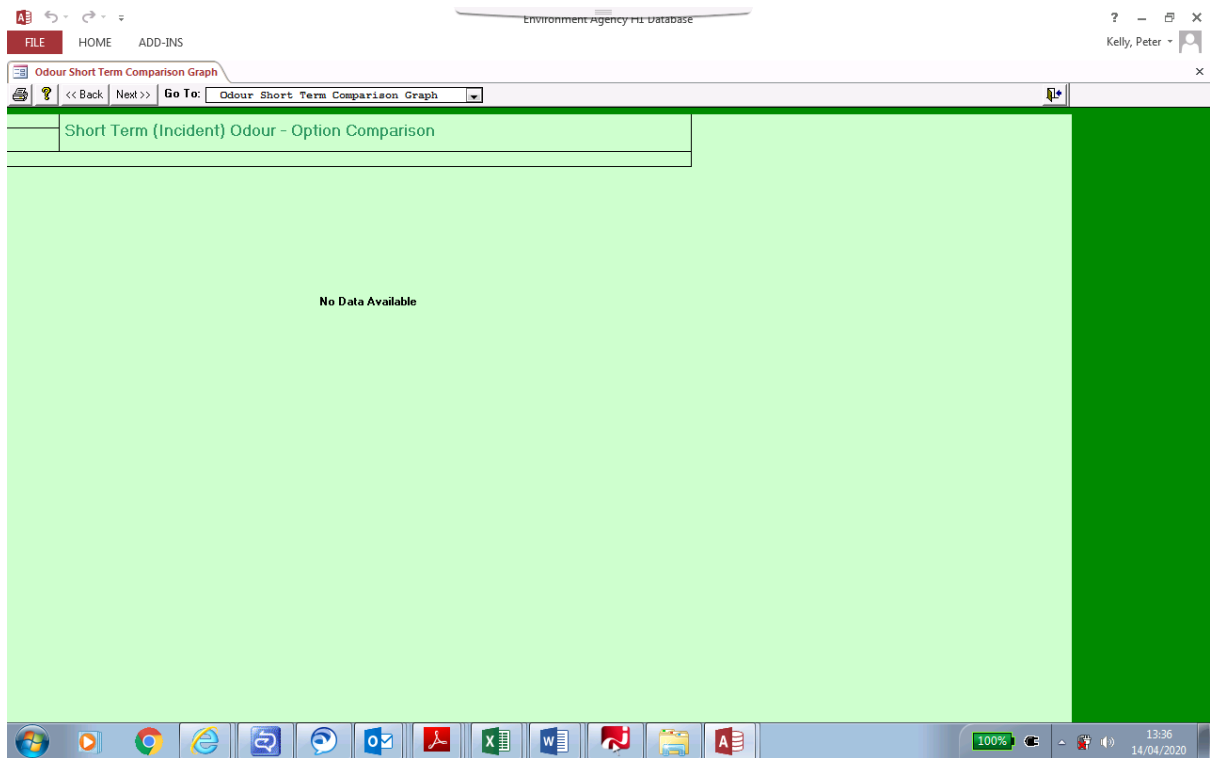 Environment Agency H1 Database
?
FILE HOME ADD-INS
Kelly, Peter
Odour Short Term Comparison Graph
? << Back Next >> Go To: Odour Short Term Comparison Graph
Short Term (Incident) Odour - Option Comparison
No Data Available
100%
13:36
14/04/2020